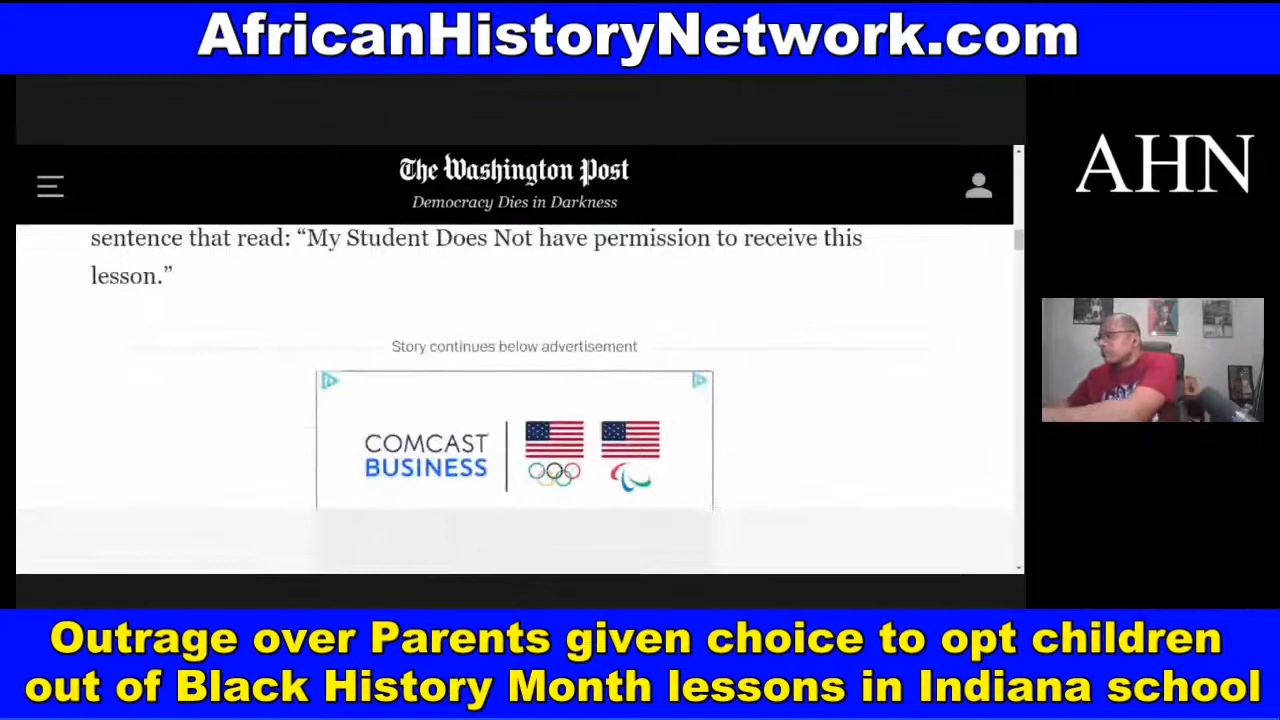 AfricanHistoryNetwork.com
The Washington Post
Democracy Dies in Darkness
AHN
sentence that read: “My Student Does Not have permission to receive this
lesson.”
Story continues below advertisement
COMCAST
BUSINESS
Outrage over Parents given choice to opt children
out of Black History Month lessons in Indiana school